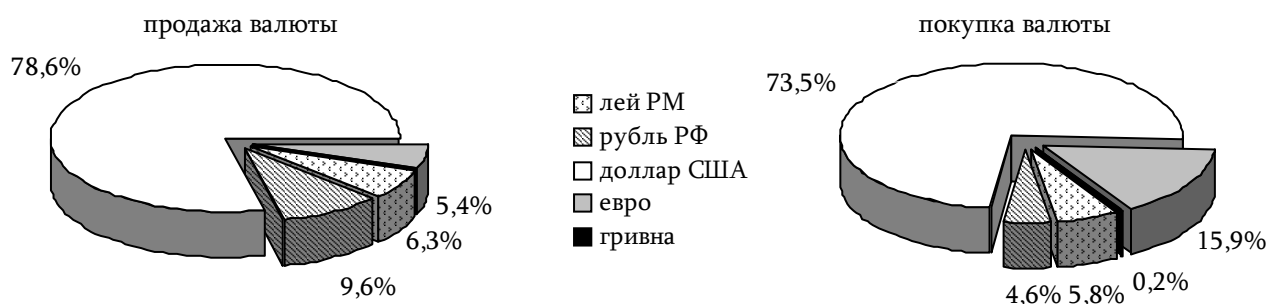 продажа валюты
78,6%
5,4%
6,3%
9,6%
лей РМ
рубль РФ
доллар США
евро
гривна
покупка валюты
73,5%
15,9%
0,2%
4,6% 5,8%